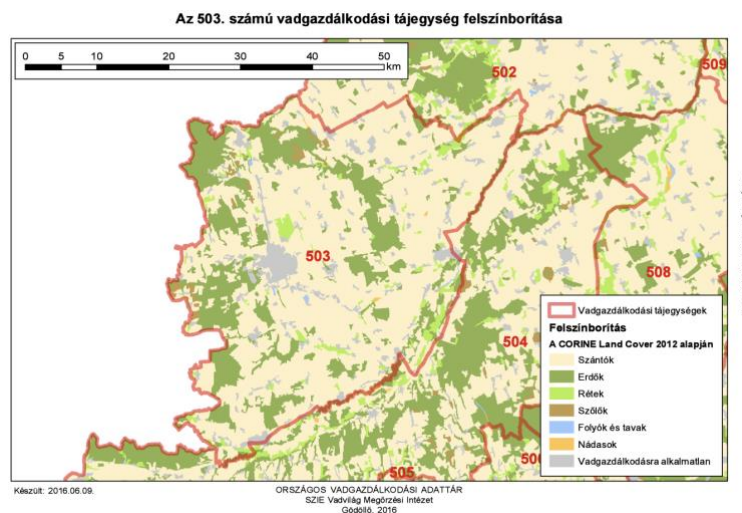 Az 503. számú vadgazdálkodási tájegység felszínborítása
0 5 10 20 30 40 50
km
502
509
503
508
504
505
Vadgazdálkodási tájegységek
Felszínborítás
A CORINE Land Cover 2012 alapján
Szántók
Erdők
Rétek
Szőlők
Folyók és tavak
Nádasok
Vadgazdálkodásra alkalmatlan
Készült: 2016.06.09.
ORSZÁGOS VADGAZDÁLKODÁSI ADATTÁR
SZIE Vadvilág Megőrzési Intézet
Gödöllő, 2016